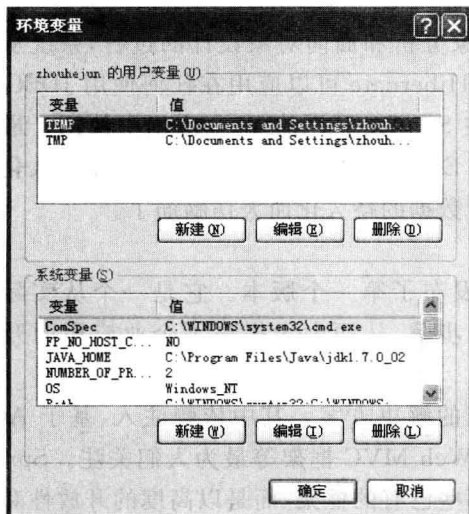 环境变量
zhouhejun 的用户变量(U)
变量 值
TEMP C:\Documents and Settings\zhouh...
TMP C:\Documents and Settings\zhouh...
新建(N) 编辑(E) 删除(D)
系统变量(S)
变量 值
ComSpec C:\WINDOWS\system32\cmd.exe
FP_NO_HOST_C... NO
JAVA_HOME C:\Program Files\Java\jdk1.7.0_02
NUMBER_OF_PR... 2
OS Windows_NT
新建(W) 编辑(I) 删除(L)
确定 取消